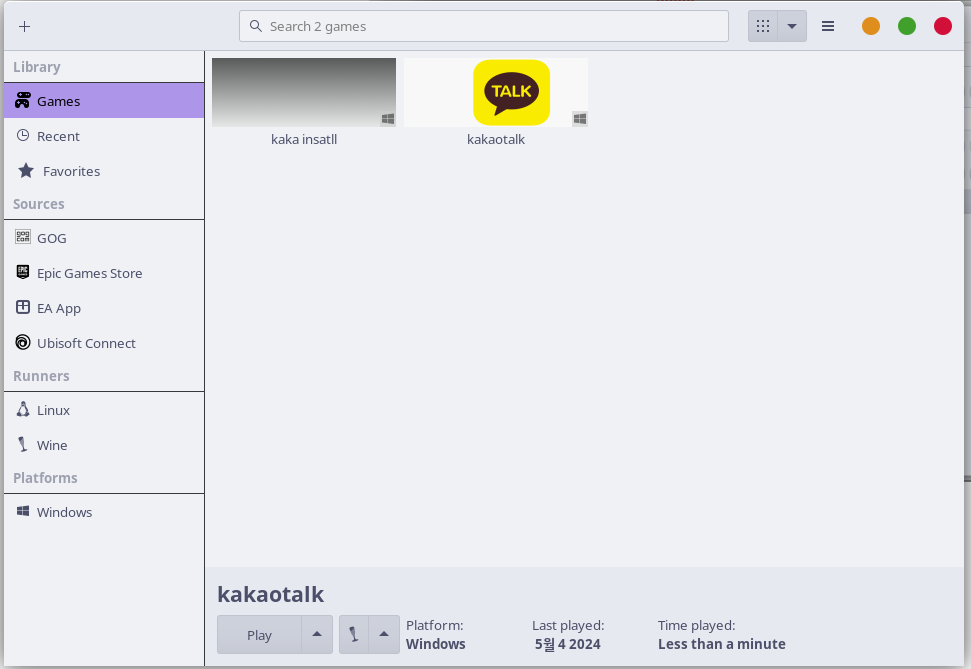 Search 2 games
Library
Games
Recent
Favorites
Sources
GOG
Epic Games Store
EA App
Ubisoft Connect
Runners
Linux
Wine
Platforms
Windows
kaka insatll
TALK
kakaotalk
kakaotalk
Play
Platform:
Windows
Last played:
5월 4 2024
Time played:
Less than a minute